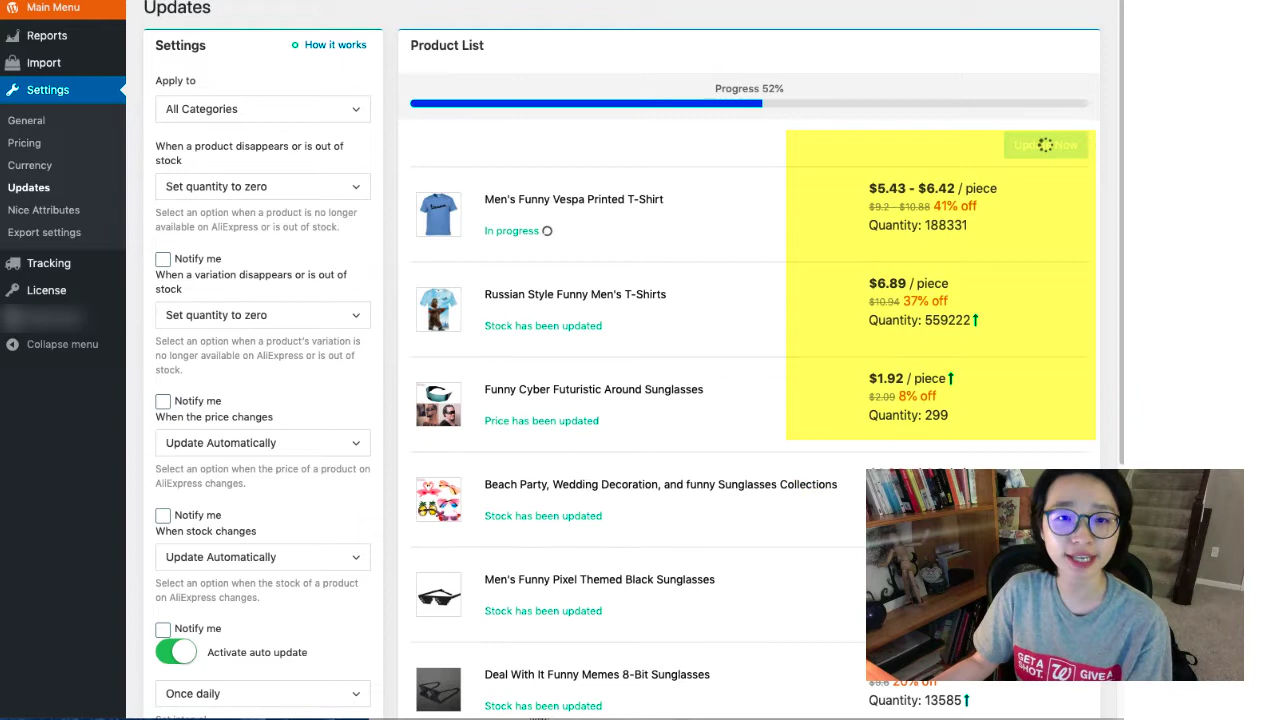 Main Menu
Reports
Import
Settings
General
Pricing
Currency
Updates
Nice Attributes
Export settings
Tracking
License
Collapse menu
Updates
Settings
How it works
Apply to
All Categories
When a product disappears or is out of
stock
Set quantity to zero
Select an option when a product is no longer
available on AliExpress or is out of stock.
Notify me
When a variation disappears or is out of
stock
Set quantity to zero
Select an option when a product's variation is
no longer available on AliExpress or is out of
stock.
Notify me
When the price changes
Update Automatically
Select an option when the price of a product on
AliExpress changes.
Notify me
When stock changes
Update Automatically
Select an option when the stock of a product
on AliExpress changes.
Notify me
Activate auto update
Once daily
Product List
Progress 52%
Men's Funny Vespa Printed T-Shirt
In progress
$5.43 - $6.42 / piece
$9.2 - $10.88 41% off
Quantity: 188331
Russian Style Funny Men's T-Shirts
Stock has been updated
$6.89 / piece
$10.94 37% off
Quantity: 559222
Funny Cyber Futuristic Around Sunglasses
Price has been updated
$1.92 / piece
$2.09 8% off
Quantity: 299
Beach Party, Wedding Decoration, and funny Sunglasses Collections
Stock has been updated
Men's Funny Pixel Themed Black Sunglasses
Stock has been updated
Deal With It Funny Memes 8-Bit Sunglasses
Stock has been updated
Quantity: 13585
GET A
SHOT.
GIVE A